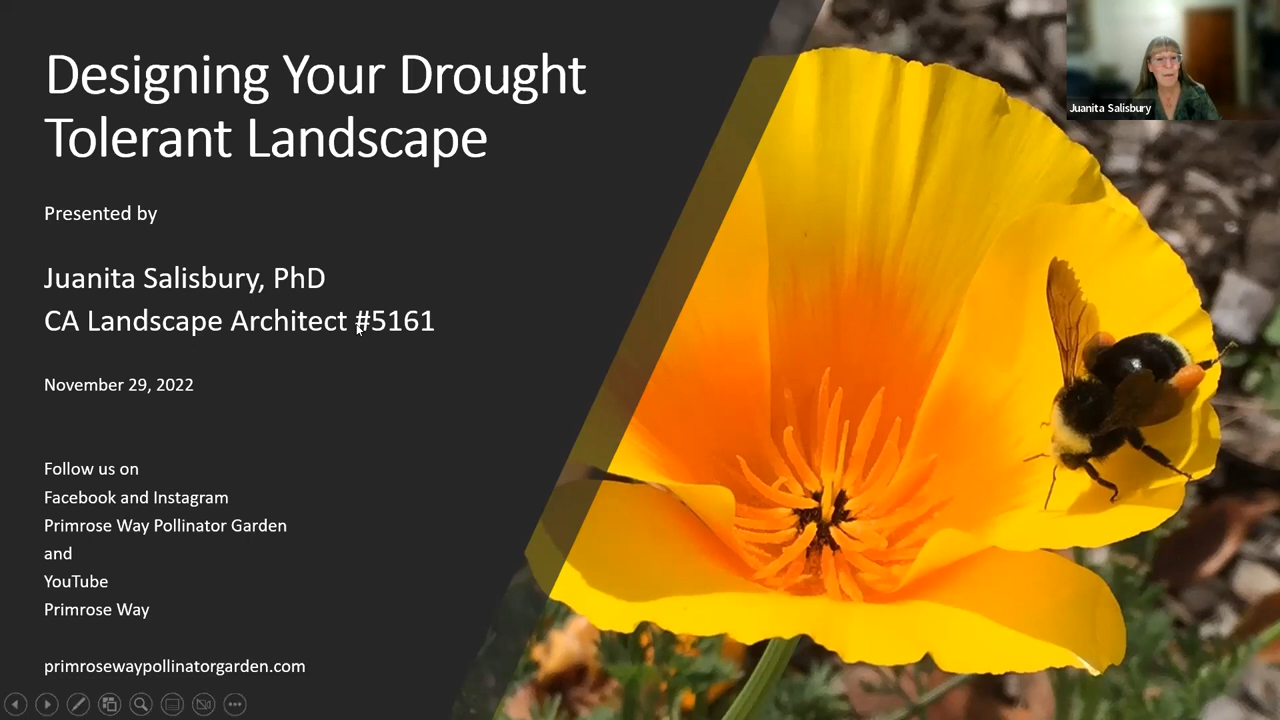 Designing Your Drought
Tolerant Landscape
Presented by
Juanita Salisbury, PhD
CA Landscape Architect #5161
November 29, 2022
Follow us on
Facebook and Instagram
Primrose Way Pollinator Garden
and
YouTube
Primrose Way
primrosewaypollinatorgarden.com
Juanita Salisbury